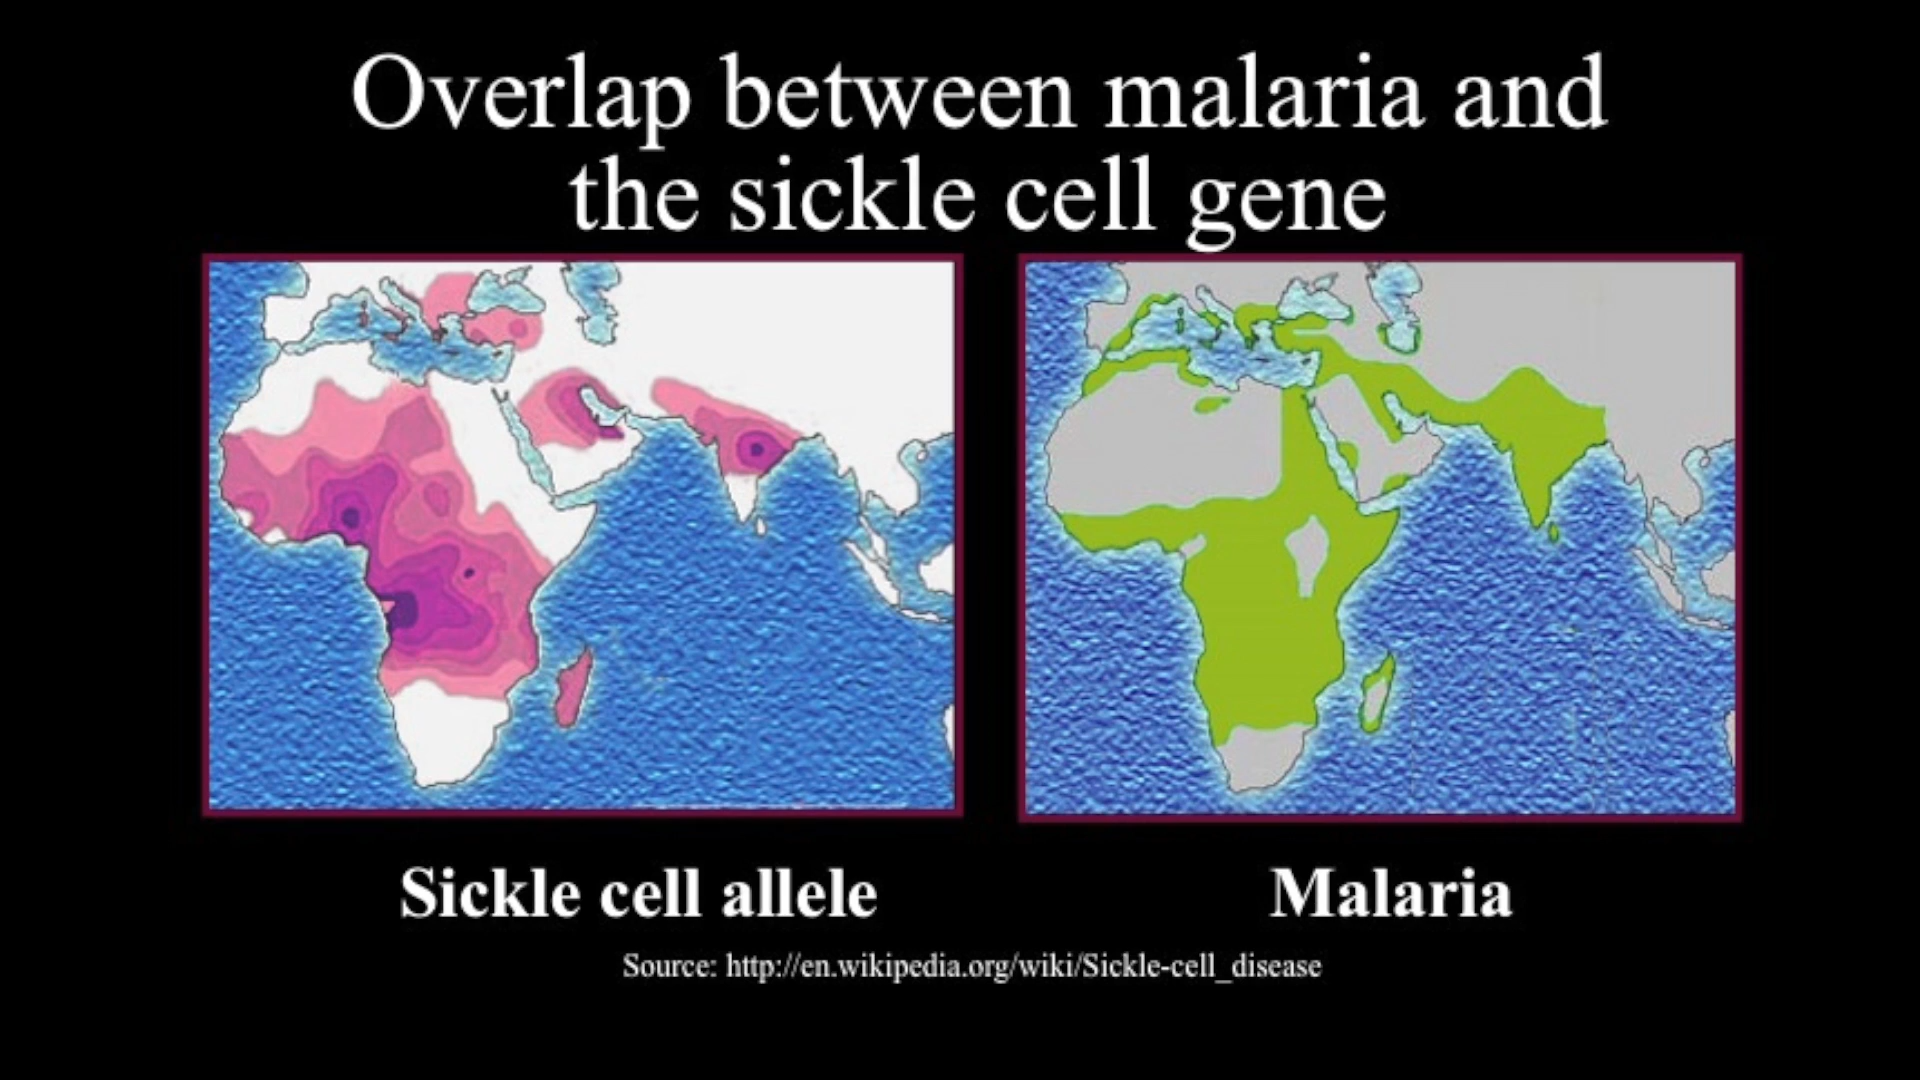 Overlap between malaria and
the sickle cell gene
Sickle cell allele
Malaria
Source: http://en.wikipedia.org/wiki/Sickle-cell_disease